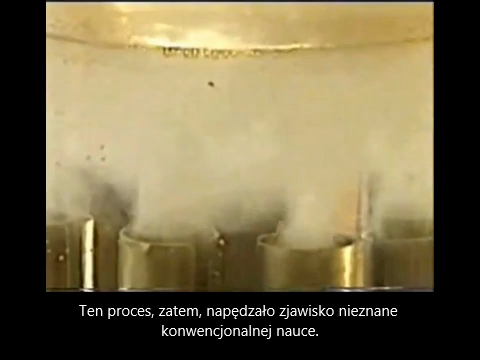 Ten proces, zatem, napędzało zjawisko nieznane
konwencjonalnej nauce.